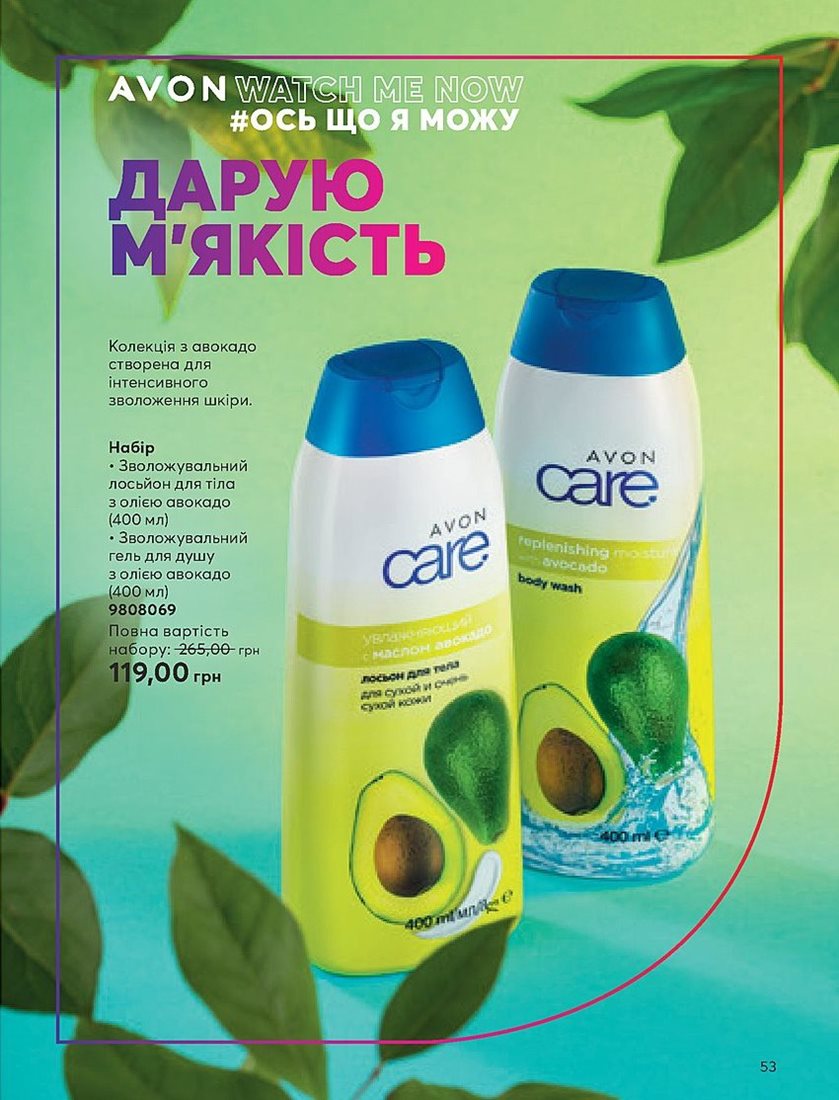 AVON WATCH ME NOW
#ОСЬ ЩО Я МОЖУ
ДАРУЮ
М'ЯКІСТЬ
Колекція з авокадо
створена для
інтенсивного
зволоження шкіри.
Набір
• Зволожувальний
лосьйон для тіла
з олією авокадо
(400 мл)
• Зволожувальний
гель для душу
з олією авокадо
(400 мл)
9808069
Повна вартість
набору: 265,00 грн
119,00 грн
AVON
care
увлажняющий
с маслом авокадо
лосьон для тела
для сухой и очень
сухой кожи
400 ml/мл/
AVON
care
replenishing moisture
with avocado
body wash
400 ml e
53